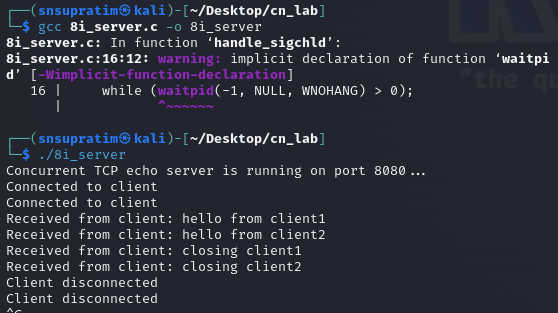 ┌──(snsupratim㉿kali)-[~/Desktop/cn_lab]
└─$ gcc 8i_server.c -o 8i_server
8i_server.c: In function ‘handle_sigchld’:
8i_server.c:16:12: warning: implicit declaration of function ‘waitpi
d’ [-Wimplicit-function-declaration]
   16 |     while (waitpid(-1, NULL, WNOHANG) > 0);
      |            ^~~~~~~
┌──(snsupratim㉿kali)-[~/Desktop/cn_lab]
└─$ ./8i_server
Concurrent TCP echo server is running on port 8080...
Connected to client
Connected to client
Received from client: hello from client1
Received from client: hello from client2
Received from client: closing client1
Received from client: closing client2
Client disconnected
Client disconnected
^C
"the qu